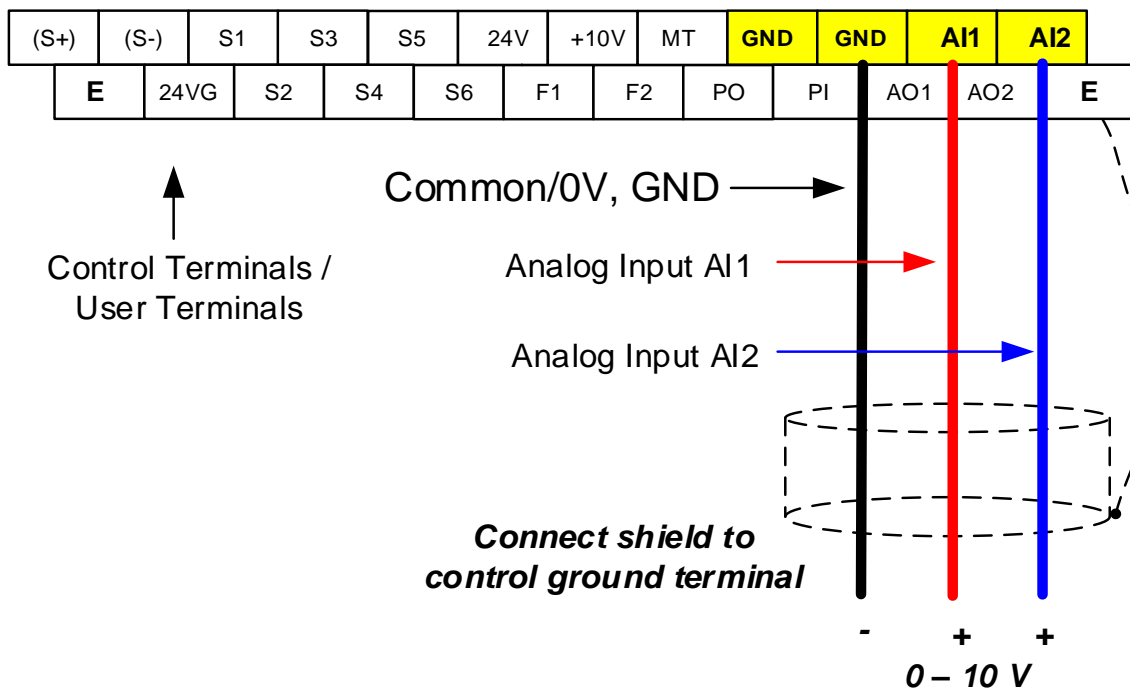 (S+) (S-) S1 S3 S5 24V +10V MT GND GND AI1 AI2
E 24VG S2 S4 S6 F1 F2 PO PI AO1 AO2 E
Common/0V, GND
Control Terminals /
User Terminals
Analog Input AI1
Analog Input AI2
Connect shield to
control ground terminal
- + +
0 – 10 V